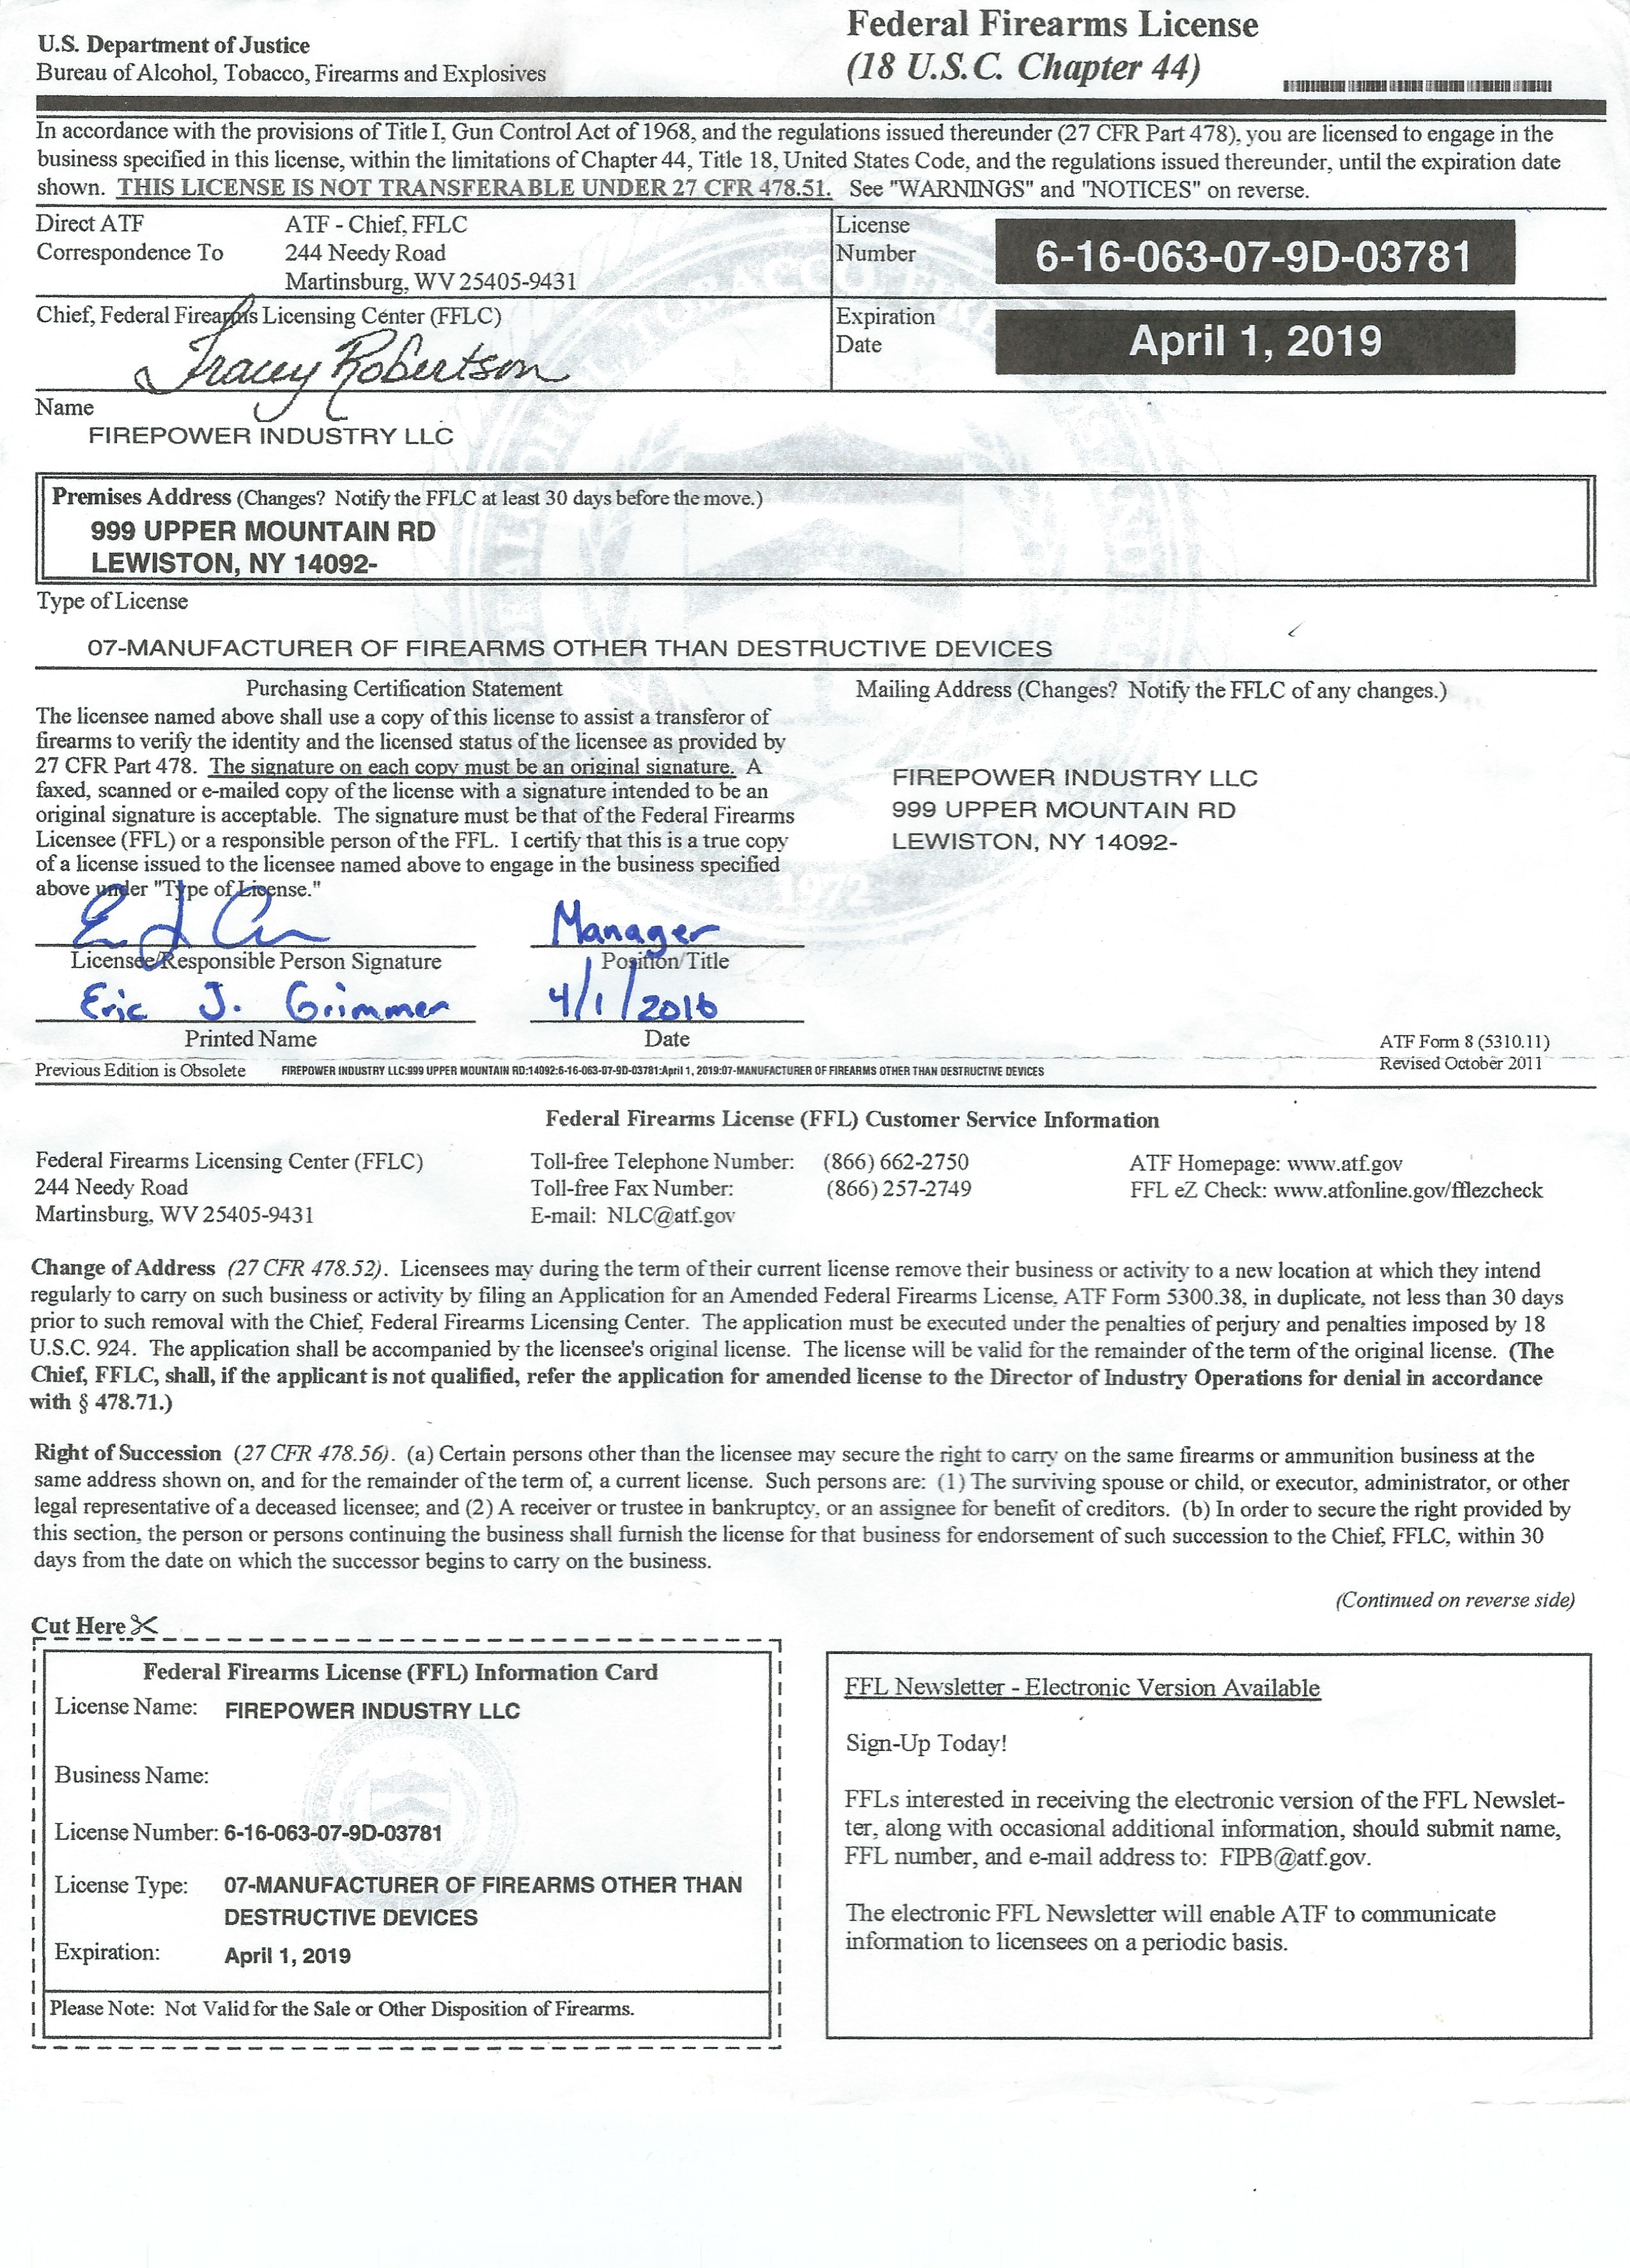 U.S. Department of Justice
Bureau of Alcohol, Tobacco, Firearms and Explosives
Federal Firearms License
(18 U.S.C. Chapter 44)
In accordance with the provisions of Title I, Gun Control Act of 1968, and the regulations issued thereunder (27 CFR Part 478), you are licensed to engage in the
business specified in this license, within the limitations of Chapter 44, Title 18, United States Code, and the regulations issued thereunder, until the expiration date
shown. THIS LICENSE IS NOT TRANSFERABLE UNDER 27 CFR 478.51. See "WARNINGS" and "NOTICES" on reverse.
Direct ATF
Correspondence To
ATF - Chief, FFLC
244 Needy Road
Martinsburg, WV 25405-9431
License
Number
6-16-063-07-9D-03781
Chief, Federal Firearms Licensing Center (FFLC)
Tracey Robertson
Expiration
Date
April 1, 2019
Name
FIREPOWER INDUSTRY LLC
Premises Address (Changes? Notify the FFLC at least 30 days before the move.)
999 UPPER MOUNTAIN RD
LEWISTON, NY 14092-
Type of License
07-MANUFACTURER OF FIREARMS OTHER THAN DESTRUCTIVE DEVICES
Purchasing Certification Statement
The licensee named above shall use a copy of this license to assist a transferor of
firearms to verify the identity and the licensed status of the licensee as provided by
27 CFR Part 478. The signature on each copy must be an original signature. A
faxed, scanned or e-mailed copy of the license with a signature intended to be an
original signature is acceptable. The signature must be that of the Federal Firearms
Licensee (FFL) or a responsible person of the FFL. I certify that this is a true copy
of a license issued to the licensee named above to engage in the business specified
above under "Type of License."
Mailing Address (Changes? Notify the FFLC of any changes.)
FIREPOWER INDUSTRY LLC
999 UPPER MOUNTAIN RD
LEWISTON, NY 14092-
1972
Manager
Licensee/Responsible Person Signature
Position/Title
Eric J. Grimmer
4/1/2016
Printed Name
Date
ATF Form 8 (5310.11)
Revised October 2011
Previous Edition is Obsolete
FIREPOWER INDUSTRY LLC:999 UPPER MOUNTAIN RD:14092:6-16-063-07-9D-03781:April 1, 2019:07-MANUFACTURER OF FIREARMS OTHER THAN DESTRUCTIVE DEVICES
Federal Firearms License (FFL) Customer Service Information
Federal Firearms Licensing Center (FFLC)
244 Needy Road
Martinsburg, WV 25405-9431
Toll-free Telephone Number: (866) 662-2750
Toll-free Fax Number: (866) 257-2749
E-mail: NLC@atf.gov
ATF Homepage: www.atf.gov
FFL eZ Check: www.atfonline.gov/fflezcheck
Change of Address (27 CFR 478.52). Licensees may during the term of their current license remove their business or activity to a new location at which they intend
regularly to carry on such business or activity by filing an Application for an Amended Federal Firearms License, ATF Form 5300.38, in duplicate, not less than 30 days
prior to such removal with the Chief, Federal Firearms Licensing Center. The application must be executed under the penalties of perjury and penalties imposed by 18
U.S.C. 924. The application shall be accompanied by the licensee's original license. The license will be valid for the remainder of the term of the original license. (The
Chief, FFLC, shall, if the applicant is not qualified, refer the application for amended license to the Director of Industry Operations for denial in accordance
with § 478.71.)
Right of Succession (27 CFR 478.56). (a) Certain persons other than the licensee may secure the right to carry on the same firearms or ammunition business at the
same address shown on, and for the remainder of the term of, a current license. Such persons are: (1) The surviving spouse or child, or executor, administrator, or other
legal representative of a deceased licensee; and (2) A receiver or trustee in bankruptcy, or an assignee for benefit of creditors. (b) In order to secure the right provided by
this section, the person or persons continuing the business shall furnish the license for that business for endorsement of such succession to the Chief, FFLC, within 30
days from the date on which the successor begins to carry on the business.
(Continued on reverse side)
Cut Here
Federal Firearms License (FFL) Information Card
License Name: FIREPOWER INDUSTRY LLC
Business Name:
License Number: 6-16-063-07-9D-03781
License Type: 07-MANUFACTURER OF FIREARMS OTHER THAN
DESTRUCTIVE DEVICES
Expiration: April 1, 2019
Please Note: Not Valid for the Sale or Other Disposition of Firearms.
FFL Newsletter - Electronic Version Available
Sign-Up Today!
FFLs interested in receiving the electronic version of the FFL Newslet-
ter, along with occasional additional information, should submit name,
FFL number, and e-mail address to: FIPB@atf.gov.
The electronic FFL Newsletter will enable ATF to communicate
information to licensees on a periodic basis.